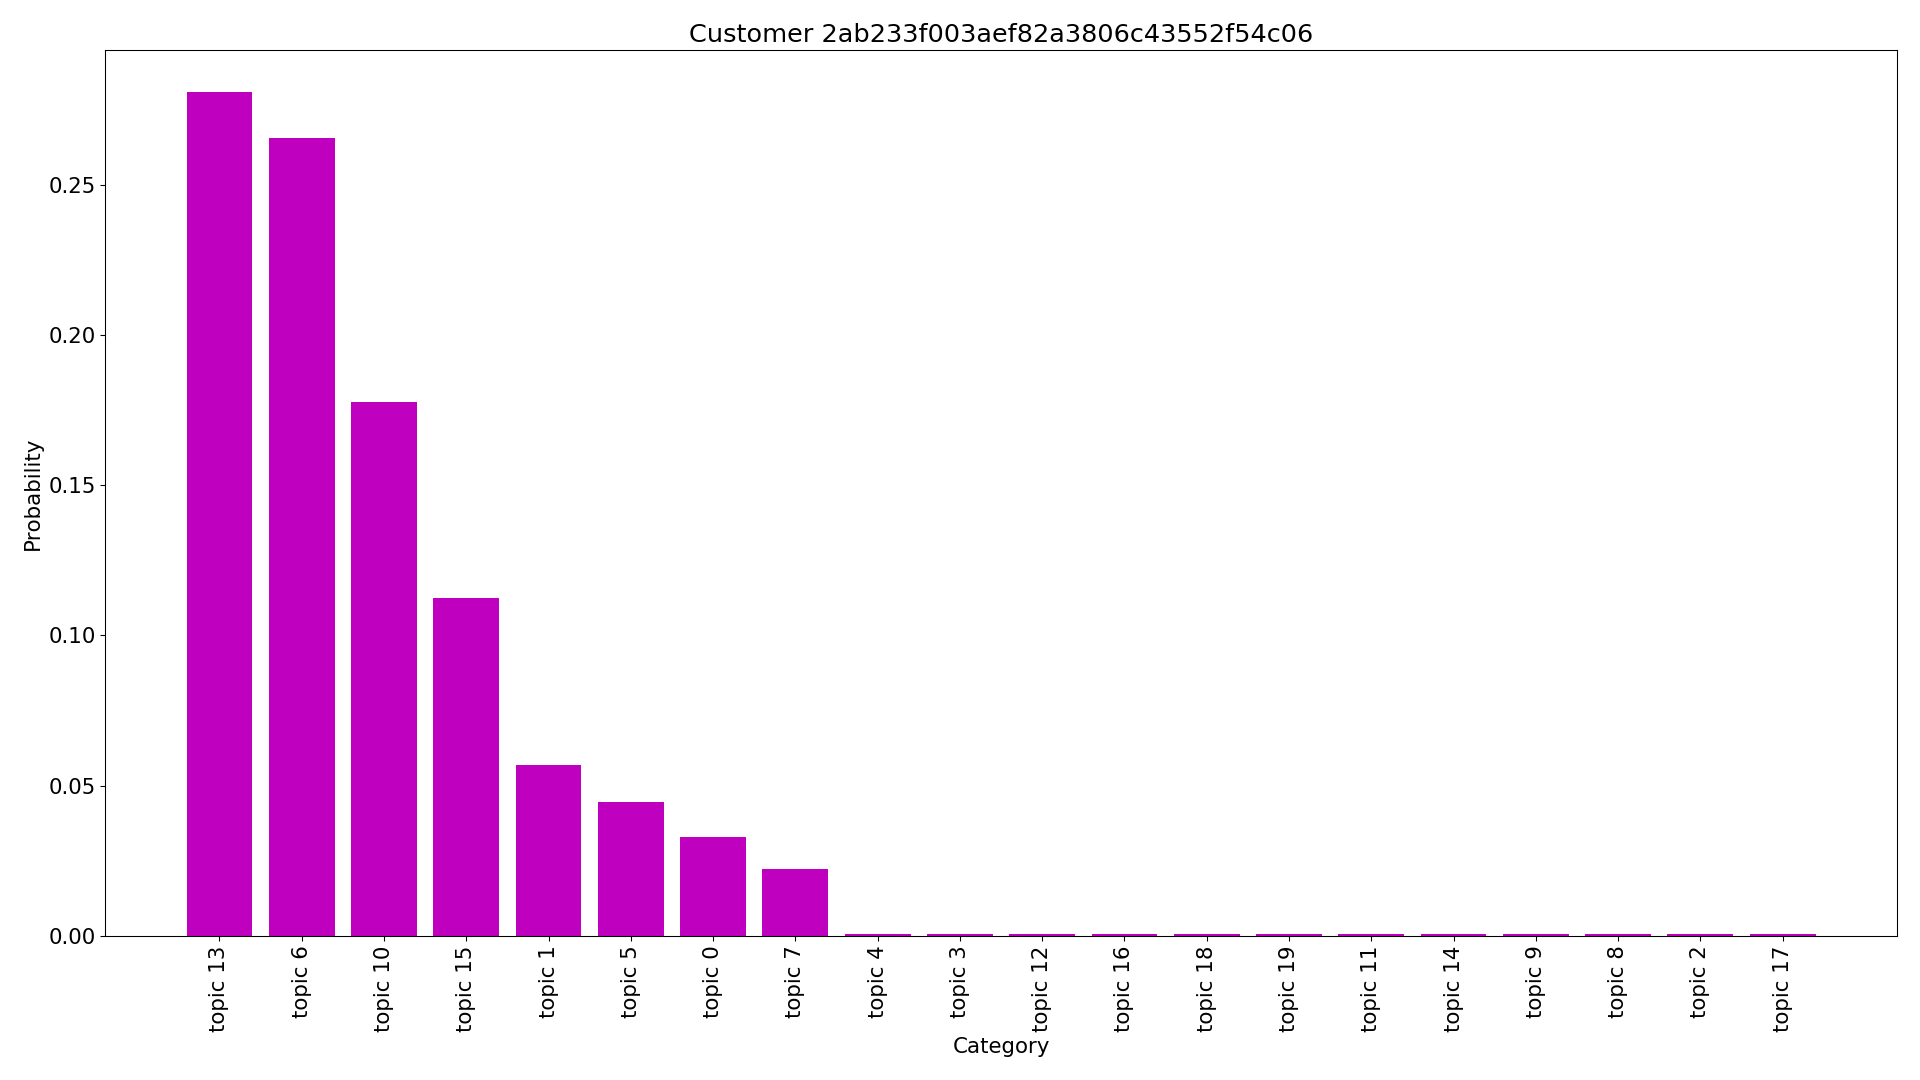 Customer 2ab233f003aef82a3806c43552f54c06
Probability
0.25
0.20
0.15
0.10
0.05
0.00
topic 13
topic 6
topic 10
topic 15
topic 1
topic 5
topic 0
topic 7
topic 4
topic 3
topic 12
topic 16
topic 18
topic 19
topic 11
topic 14
topic 9
topic 8
topic 2
topic 17
Category